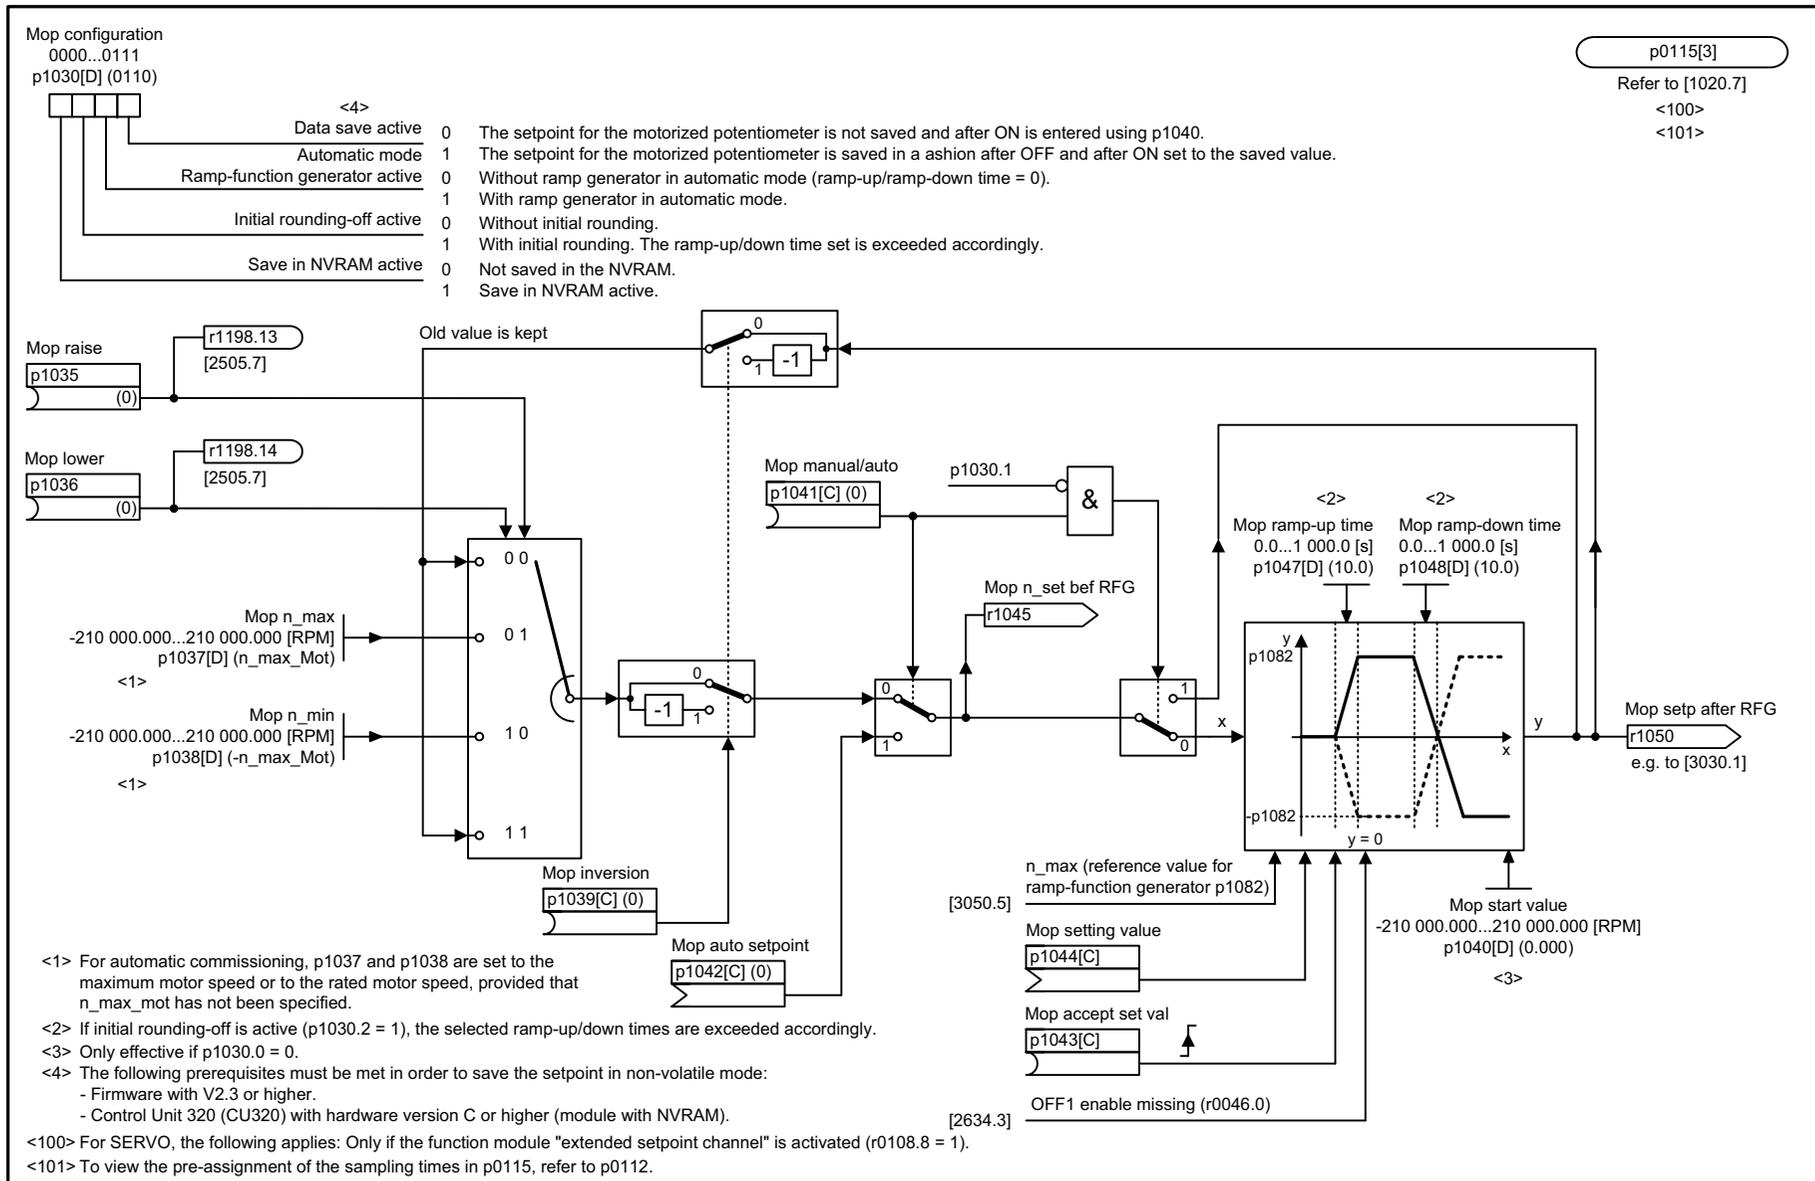 Mop configuration
0000...0111
p1030[D] (0110)
p0115[3]
Refer to [1020.7]
<100>
<101>
<4>
Data save active
0 The setpoint for the motorized potentiometer is not saved and after ON is entered using p1040.
Automatic mode
1 The setpoint for the motorized potentiometer is saved in a ashion after OFF and after ON set to the saved value.
Ramp-function generator active
0 Without ramp generator in automatic mode (ramp-up/ramp-down time = 0).
1 With ramp generator in automatic mode.
Initial rounding-off active
0 Without initial rounding.
1 With initial rounding. The ramp-up/down time set is exceeded accordingly.
Save in NVRAM active
0 Not saved in the NVRAM.
1 Save in NVRAM active.
Mop raise
p1035
(0)
r1198.13
[2505.7]
Old value is kept
0
1
-1
Mop lower
p1036
(0)
r1198.14
[2505.7]
Mop manual/auto
p1041[C] (0)
p1030.1
&
<2>
Mop ramp-up time
0.0...1 000.0 [s]
p1047[D] (10.0)
<2>
Mop ramp-down time
0.0...1 000.0 [s]
p1048[D] (10.0)
0 0
0 1
1 0
1 1
Mop n_max
-210 000.000...210 000.000 [RPM]
p1037[D] (n_max_Mot)
<1>
Mop n_min
-210 000.000...210 000.000 [RPM]
p1038[D] (-n_max_Mot)
<1>
-1
0
1
0
1
Mop n_set bef RFG
r1045
1
0
x
y
p1082
x
-p1082
y = 0
y
Mop setp after RFG
r1050
e.g. to [3030.1]
Mop inversion
p1039[C] (0)
Mop auto setpoint
p1042[C] (0)
n_max (reference value for
ramp-function generator p1082)
[3050.5]
Mop setting value
p1044[C]
Mop accept set val
p1043[C]
OFF1 enable missing (r0046.0)
[2634.3]
Mop start value
-210 000.000...210 000.000 [RPM]
p1040[D] (0.000)
<3>
<1> For automatic commissioning, p1037 and p1038 are set to the
maximum motor speed or to the rated motor speed, provided that
n_max_mot has not been specified.
<2> If initial rounding-off is active (p1030.2 = 1), the selected ramp-up/down times are exceeded accordingly.
<3> Only effective if p1030.0 = 0.
<4> The following prerequisites must be met in order to save the setpoint in non-volatile mode:
- Firmware with V2.3 or higher.
- Control Unit 320 (CU320) with hardware version C or higher (module with NVRAM).
<100> For SERVO, the following applies: Only if the function module "extended setpoint channel" is activated (r0108.8 = 1).
<101> To view the pre-assignment of the sampling times in p0115, refer to p0112.